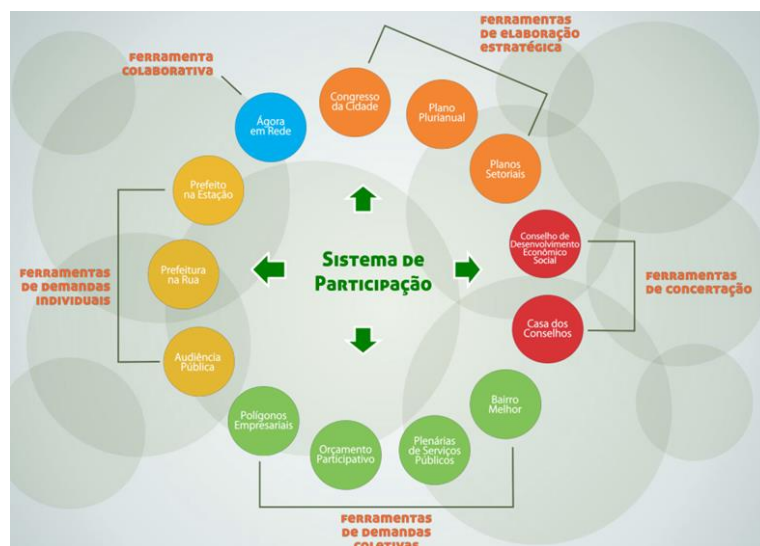 FERRAMENTAS
DE ELABORAÇÃO
ESTRATÉGICA
FERRAMENTA
COLABORATIVA
Ágora
em Rede
Congresso
da Cidade
Plano
Plurianual
Planos
Setoriais
Prefeito
na Estação
Prefeitura
na Rua
Audiência
Pública
FERRAMENTAS
DE DEMANDAS
INDIVIDUAIS
SISTEMA DE
PARTICIPAÇÃO
Conselho de
Desenvolvimento
Econômico
Social
Casa dos
Conselhos
FERRAMENTAS
DE CONCERTAÇÃO
Polígonos
Empresariais
Orçamento
Participativo
Plenárias
de Serviços
Públicos
Bairro
Melhor
FERRAMENTAS
DE DEMANDAS
COLETIVAS